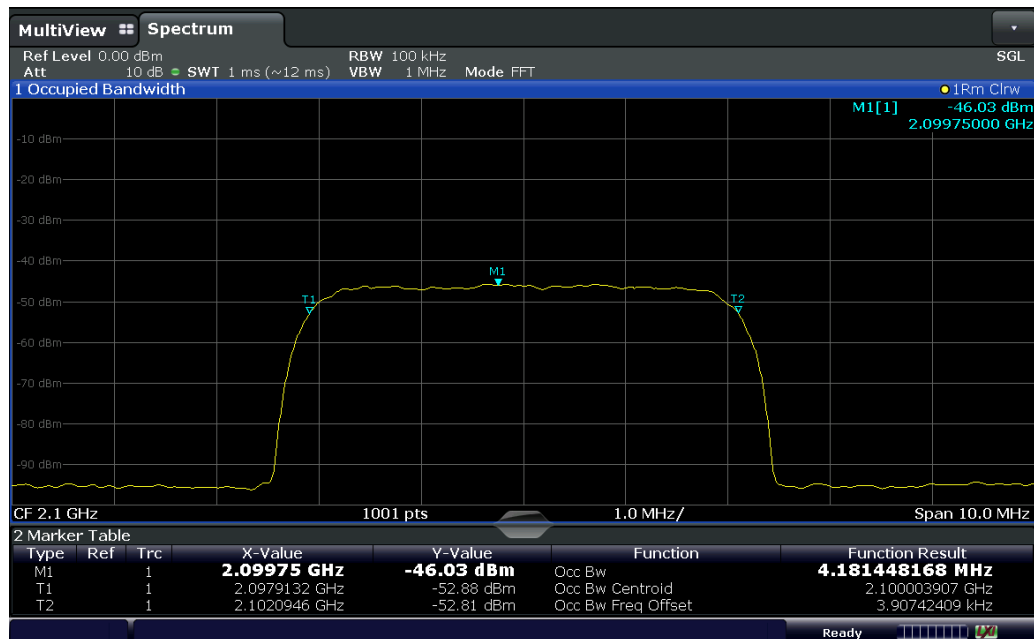 MultiView Spectrum
Ref Level 0.00 dBm RBW 100 kHz SGL
Att 10 dB SWT 1 ms (~12 ms) VBW 1 MHz Mode FFT
1 Occupied Bandwidth 1Rm Clrw
M1[1] -46.03 dBm
2.09975000 GHz
-10 dBm
-20 dBm
-30 dBm
-40 dBm
M1
T1 T2
-50 dBm
-60 dBm
-70 dBm
-80 dBm
-90 dBm
CF 2.1 GHz 1001 pts 1.0 MHz/ Span 10.0 MHz
2 Marker Table
Type Ref Trc X-Value Y-Value Function Function Result
M1 1 2.09975 GHz -46.03 dBm Occ Bw 4.181448168 MHz
T1 1 2.0979132 GHz -52.88 dBm Occ Bw Centroid 2.100003907 GHz
T2 1 2.1020946 GHz -52.81 dBm Occ Bw Freq Offset 3.90742409 kHz
Ready